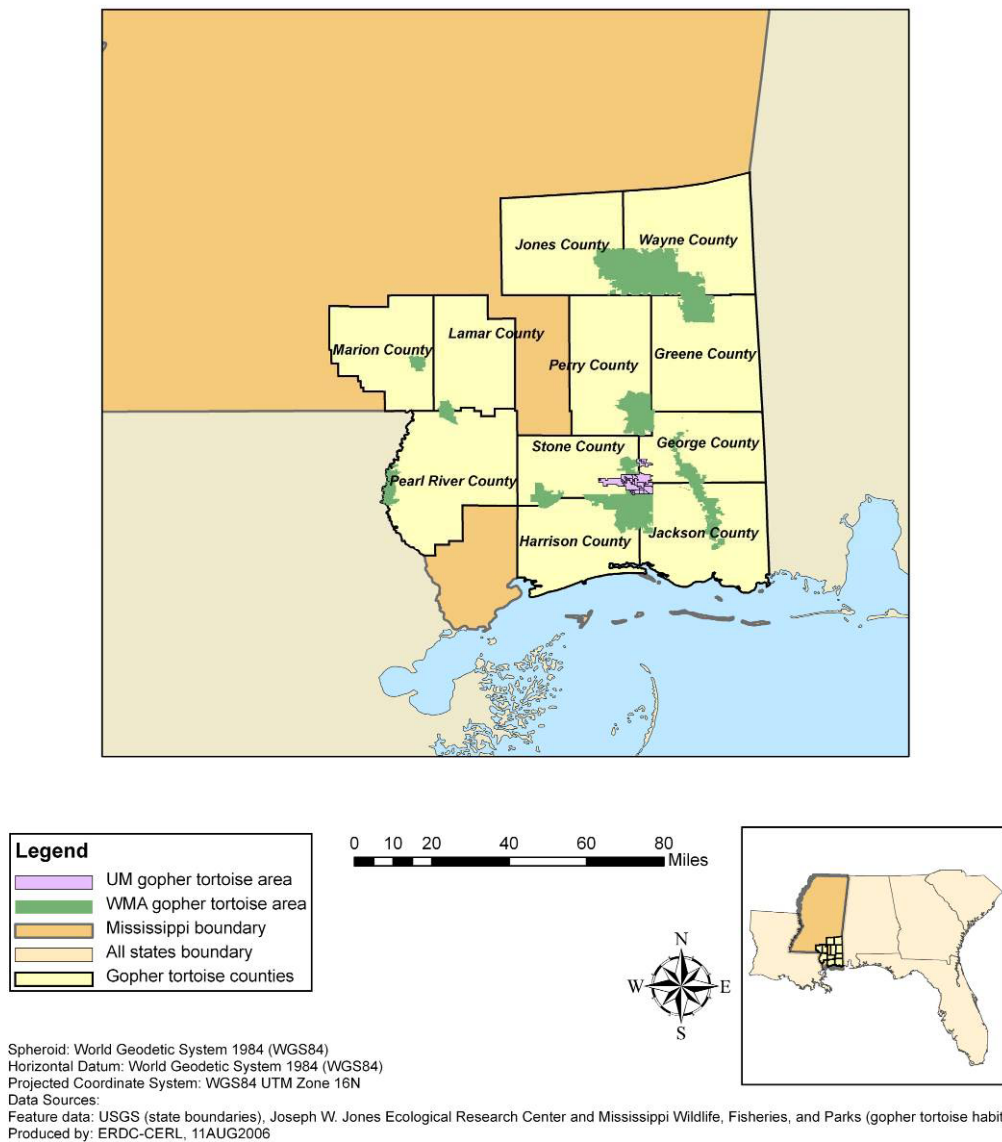 Jones County
Wayne County
Lamar County
Marion County
Perry County
Greene County
Stone County
George County
Pearl River County
Harrison County
Jackson County
Legend
UM gopher tortoise area
WMA gopher tortoise area
Mississippi boundary
All states boundary
Gopher tortoise counties
0 10 20 40 60 80
Miles
N
W E
S
Spheroid: World Geodetic System 1984 (WGS84)
Horizontal Datum: World Geodetic System 1984 (WGS84)
Projected Coordinate System: WGS84 UTM Zone 16N
Data Sources:
Feature data: USGS (state boundaries), Joseph W. Jones Ecological Research Center and Mississippi Wildlife, Fisheries, and Parks (gopher tortoise habit
Produced by: ERDC-CERL, 11AUG2006